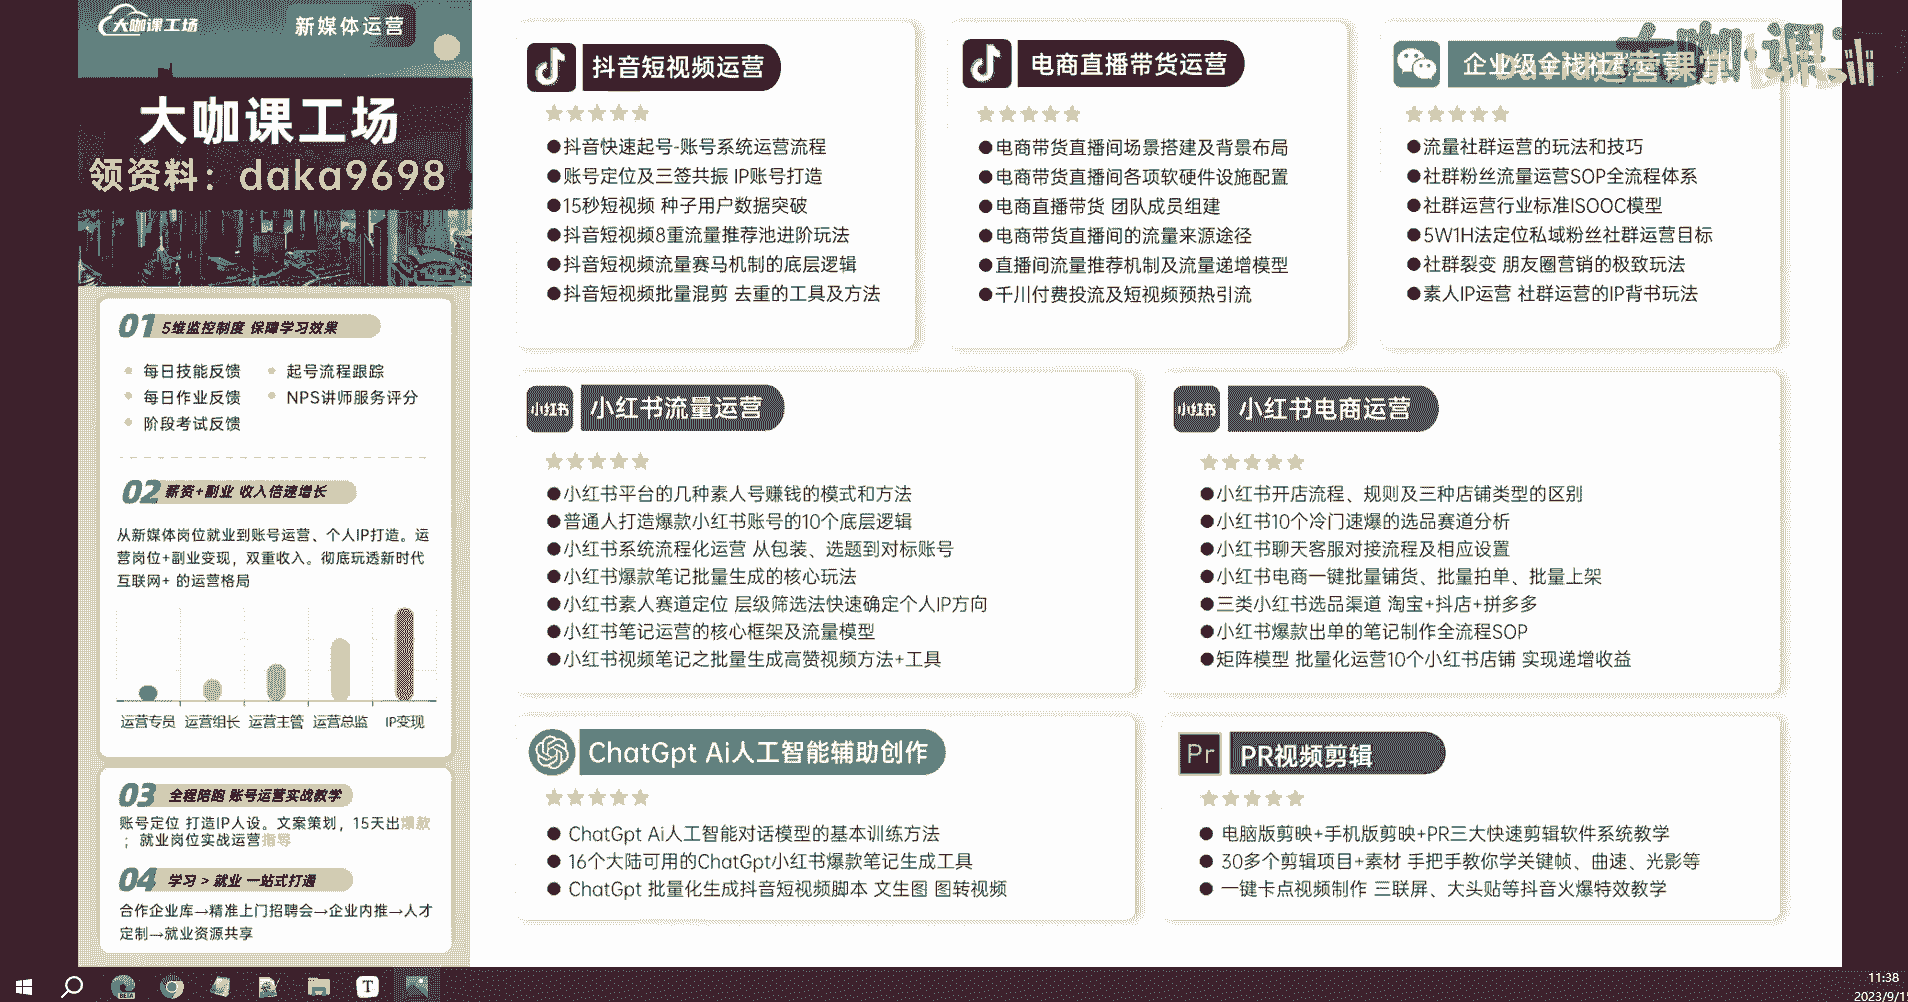 大咖课工场
新媒体运营
大咖课工场
领资料：daka9698
01 5维监控制度 保障学习效果
每日技能反馈
起号流程跟踪
每日作业反馈
NPS讲师服务评分
阶段考试反馈
02 薪资+副业 收入倍速增长
从新媒体岗位就业到账号运营、个人IP打造。运
营岗位+副业变现，双重收入。彻底玩透新时代
互联网+ 的运营格局
运营专员 运营组长 运营主管 运营总监 IP变现
03 全程陪跑 账号运营实战教学
账号定位 打造IP人设。文案策划，15天出爆款
；就业岗位实战运营指导
04 学习 > 就业 一站式打通
合作企业库→精准上门招聘会→企业内推→人才
定制→就业资源共享
抖音短视频运营
●抖音快速起号-账号系统运营流程
●账号定位及三签共振 IP账号打造
●15秒短视频 种子用户数据突破
●抖音短视频8重流量推荐池进阶玩法
●抖音短视频流量赛马机制的底层逻辑
●抖音短视频批量混剪 去重的工具及方法
电商直播带货运营
●电商带货直播间场景搭建及背景布局
●电商带货直播间各项软硬件设施配置
●电商直播带货 团队成员组建
●电商带货直播间的流量来源途径
●直播间流量推荐机制及流量递增模型
●千川付费投流及短视频预热引流
企业级全栈社
运营课堂
大咖课
●流量社群运营的玩法和技巧
●社群粉丝流量运营SOP全流程体系
●社群运营行业标准ISOOC模型
●5W1H法定位私域粉丝社群运营目标
●社群裂变 朋友圈营销的极致玩法
●素人IP运营 社群运营的IP背书玩法
小红书 小红书流量运营
●小红书平台的几种素人号赚钱的模式和方法
●普通人打造爆款小红书账号的10个底层逻辑
●小红书系统流程化运营 从包装、选题到对标账号
●小红书爆款笔记批量生成的核心玩法
●小红书素人赛道定位 层级筛选法快速确定个人IP方向
●小红书笔记运营的核心框架及流量模型
●小红书视频笔记之批量生成高赞视频方法+工具
小红书 小红书电商运营
●小红书开店流程、规则及三种店铺类型的区别
●小红书10个冷门速爆的选品赛道分析
●小红书聊天客服对接流程及相应设置
●小红书电商一键批量铺货、批量拍单、批量上架
●三类小红书选品渠道 淘宝+抖店+拼多多
●小红书爆款出单的笔记制作全流程SOP
●矩阵模型 批量化运营10个小红书店铺 实现递增收益
ChatGpt Ai人工智能辅助创作
● ChatGpt Ai人工智能对话模型的基本训练方法
● 16个大陆可用的ChatGpt小红书爆款笔记生成工具
● ChatGpt 批量化生成抖音短视频脚本 文生图 图转视频
Pr PR视频剪辑
● 电脑版剪映+手机版剪映+PR三大快速剪辑软件系统教学
● 30多个剪辑项目+素材 手把手教你学关键帧、曲速、光影等
● 一键卡点视频制作 三联屏、大头贴等抖音火爆特效教学
BETA
T
11:38